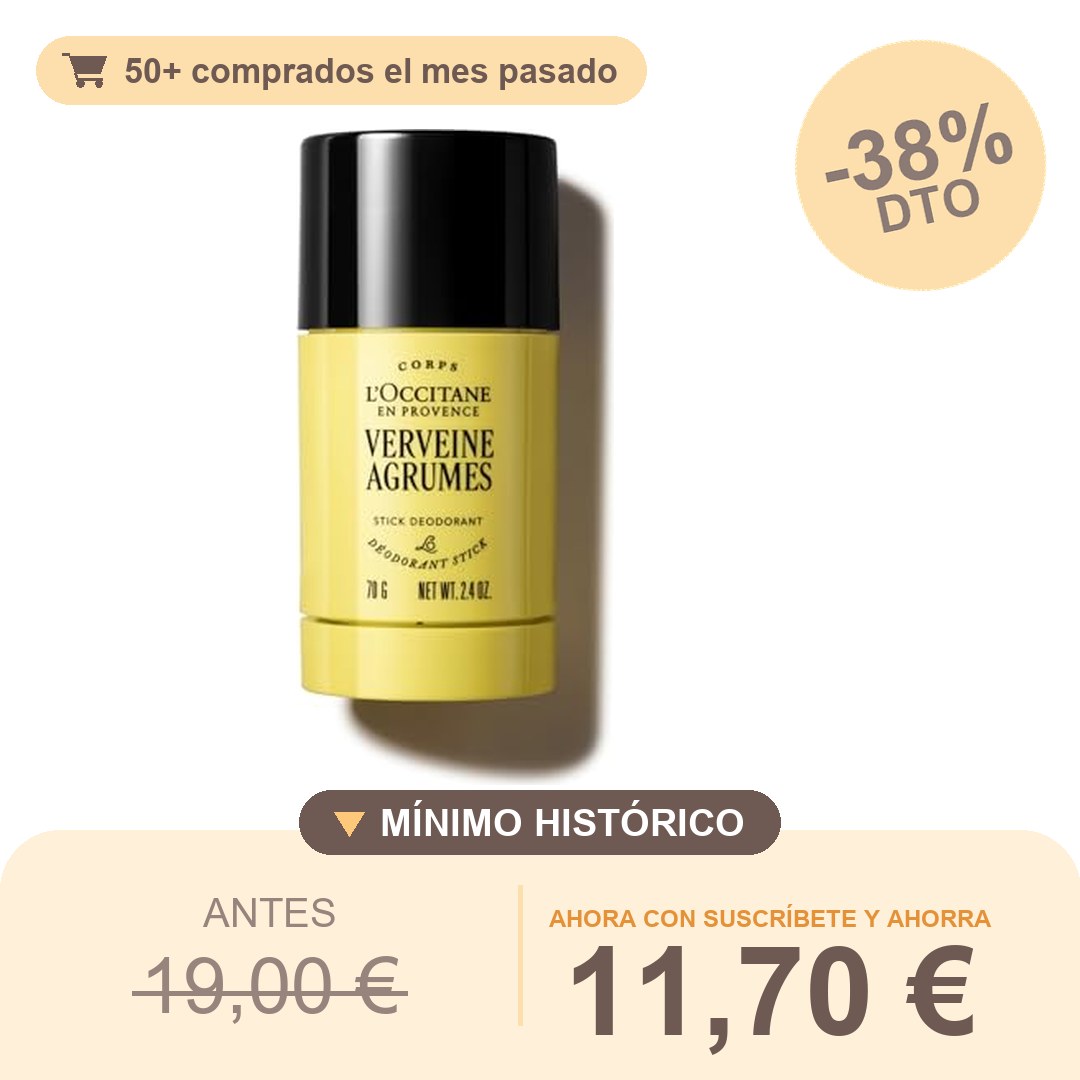 50+ comprados el mes pasado
-38%
DTO
CORPS
L'OCCITANE
EN PROVENCE
VERVEINE
AGRUMES
STICK DEODORANT
DÉODORANT STICK
70 G NET WT. 2.4 OZ.
MÍNIMO HISTÓRICO
ANTES
19,00 €
AHORA CON SUSCRÍBETE Y AHORRA
11,70 €